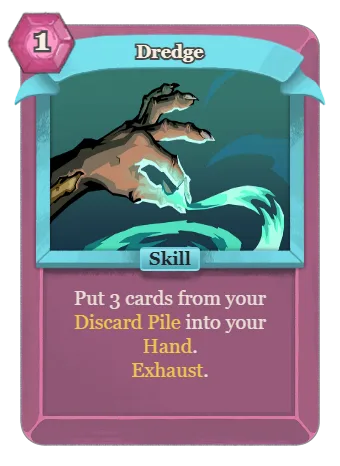 1
Dredge
Skill
Put 3 cards from your
Discard Pile into your
Hand.
Exhaust.